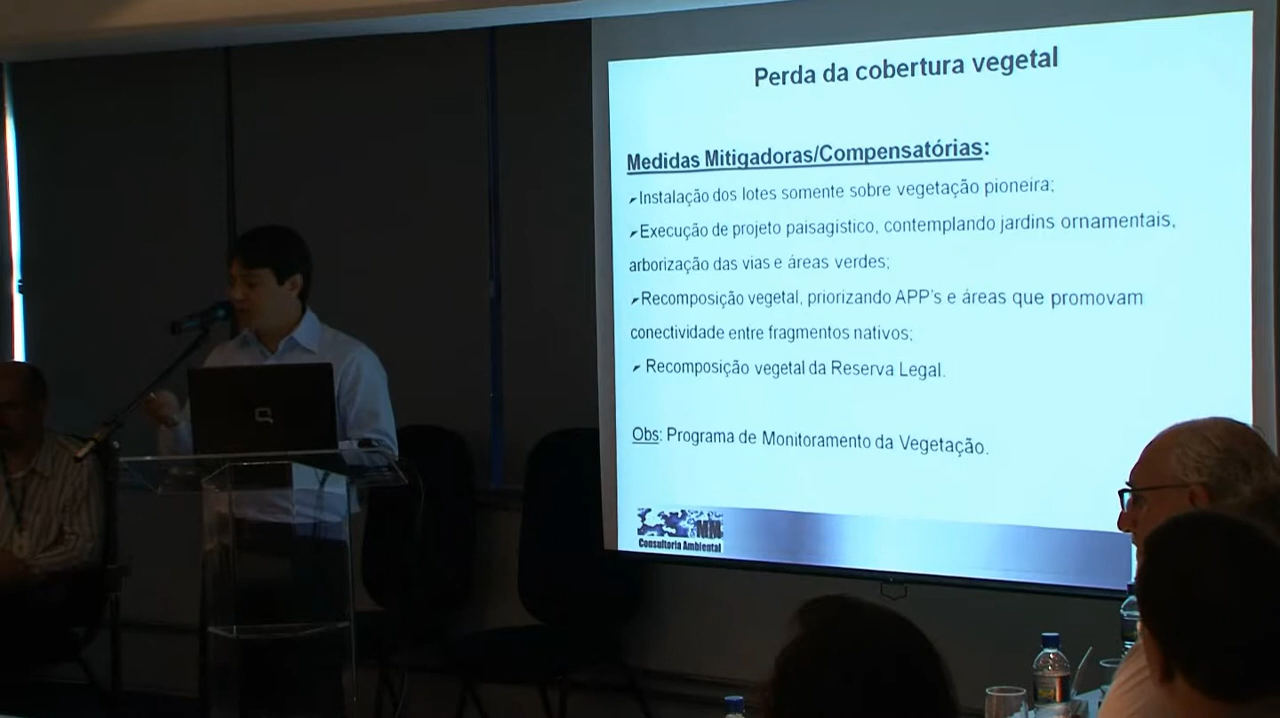 Perda da cobertura vegetal
Medidas Mitigadoras/Compensatórias:
➤Instalação dos lotes somente sobre vegetação pioneira;
➤Execução de projeto paisagístico, contemplando jardins ornamentais,
arborização das vias e áreas verdes;
➤Recomposição vegetal, priorizando APP's e áreas que promovam
conectividade entre fragmentos nativos;
➤ Recomposição vegetal da Reserva Legal.
Obs: Programa de Monitoramento da Vegetação.
MM
Consultoria Ambiental